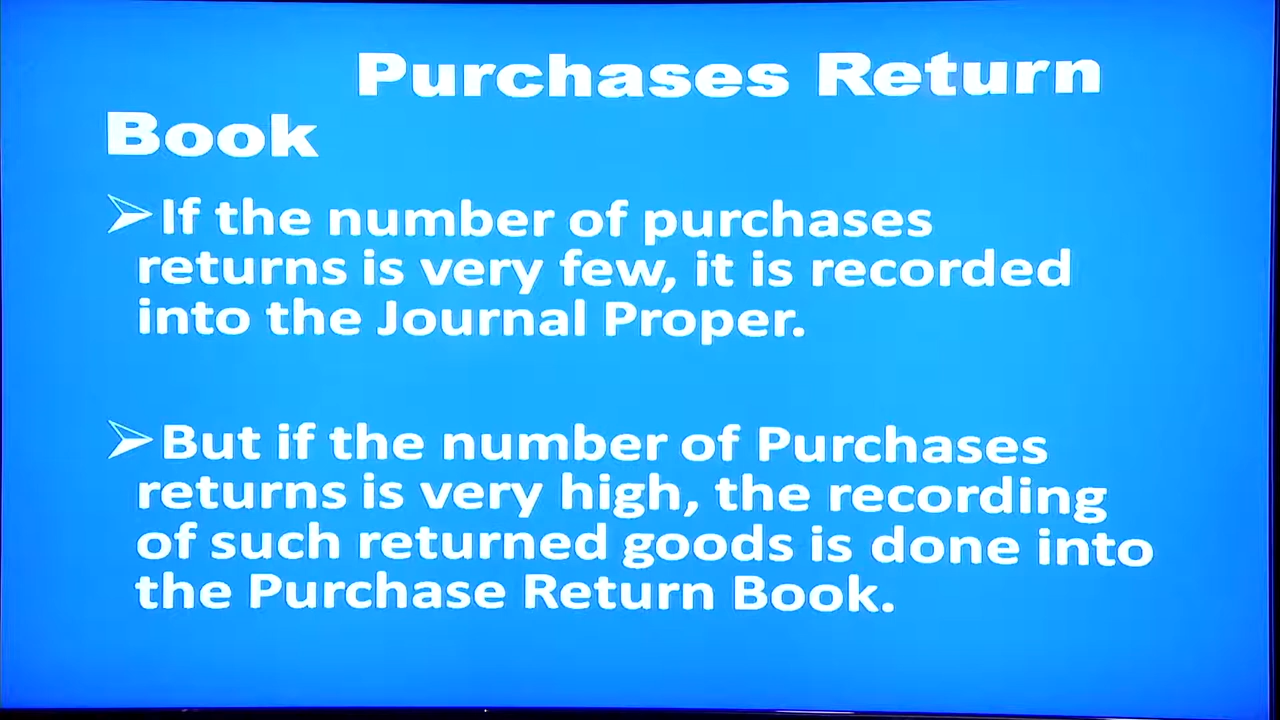 Purchases Return
Book
➢If the number of purchases
returns is very few, it is recorded
into the Journal Proper.
➢But if the number of Purchases
returns is very high, the recording
of such returned goods is done into
the Purchase Return Book.